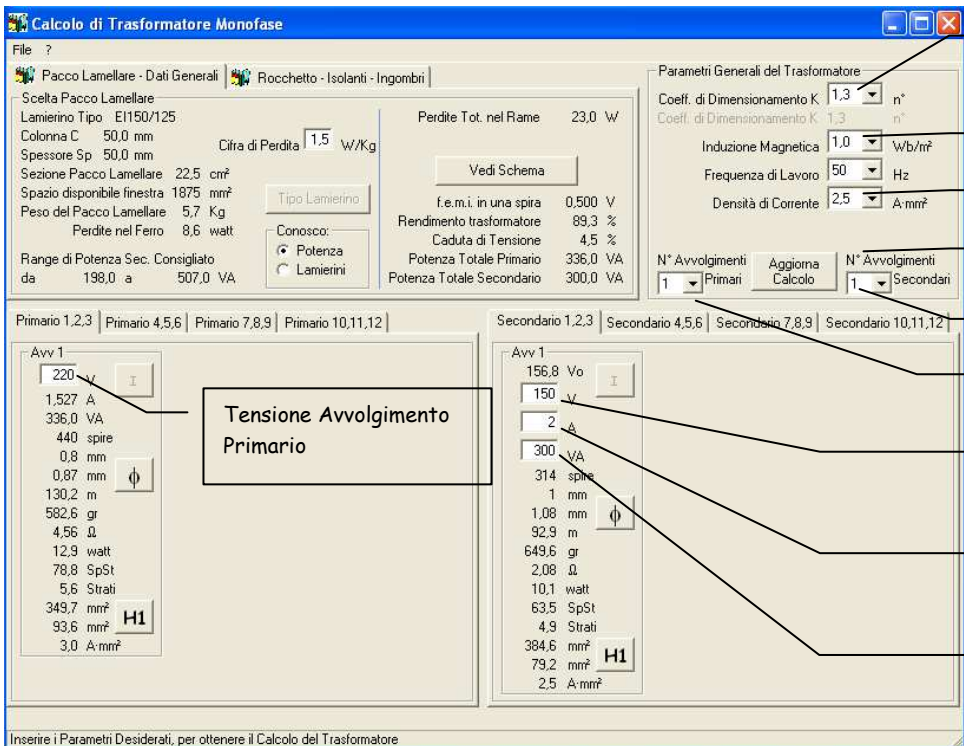 Calcolo di Trasformatore Monofase
File ?
Pacco Lamellare - Dati Generali
Rocchetto - Isolanti - Ingombri
Scelta Pacco Lamellare
Lamierino Tipo EI150/125
Colonna C 50,0 mm
Spessore Sp 50,0 mm
Sezione Pacco Lamellare 22,5 cm²
Spazio disponibile finestra 1875 mm²
Peso del Pacco Lamellare 5,7 Kg
Perdite nel Ferro 8,6 watt
Range di Potenza Sec. Consigliato
da 198,0 a 507,0 VA
Cifra di Perdita 1,5 W/Kg
Tipo Lamierino
Conosco:
Potenza
Lamierini
Perdite Tot. nel Rame 23,0 W
Vedi Schema
f.e.m.i. in una spira 0,500 V
Rendimento trasformatore 89,3 %
Caduta di Tensione 4,5 %
Potenza Totale Primario 336,0 VA
Potenza Totale Secondario 300,0 VA
Parametri Generali del Trasformatore
Coeff. di Dimensionamento K 1,3 n°
Coeff. di Dimensionamento K 1,3 n°
Induzione Magnetica 1,0 Wb/m²
Frequenza di Lavoro 50 Hz
Densità di Corrente 2,5 A·mm²
N° Avvolgimenti
1 Primari
Aggiorna
Calcolo
N° Avvolgimenti
1 Secondari
Primario 1,2,3
Primario 4,5,6
Primario 7,8,9
Primario 10,11,12
Avv 1
220 V
I
1,527 A
336,0 VA
440 spire
0,8 mm
0,87 mm
ϕ
130,2 m
582,6 gr
4,56 Ω
12,9 watt
78,8 SpSt
5,6 Strati
349,7 mm²
H1
93,6 mm²
3,0 A·mm²
Tensione Avvolgimento
Primario
Secondario 1,2,3
Secondario 4,5,6
Secondario 7,8,9
Secondario 10,11,12
Avv 1
156,8 Vo
I
150 V
2 A
300 VA
314 spire
1 mm
1,08 mm
ϕ
92,9 m
649,6 gr
2,08 Ω
10,1 watt
63,5 SpSt
4,9 Strati
384,6 mm²
H1
79,2 mm²
2,5 A·mm²
Inserire i Parametri Desiderati, per ottenere il Calcolo del Trasformatore